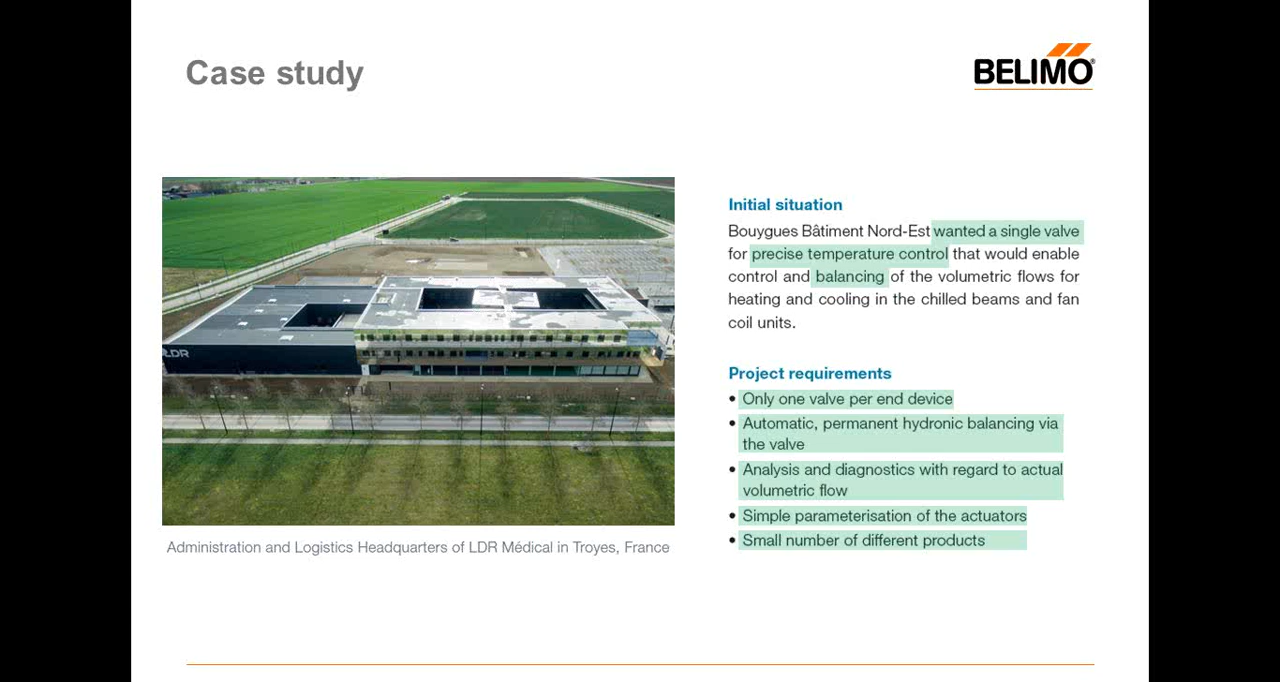 Case study
BELIMO®
LDR
Administration and Logistics Headquarters of LDR Médical in Troyes, France
Initial situation
Bouygues Bâtiment Nord-Est wanted a single valve
for precise temperature control that would enable
control and balancing of the volumetric flows for
heating and cooling in the chilled beams and fan
coil units.
Project requirements
• Only one valve per end device
• Automatic, permanent hydronic balancing via
the valve
• Analysis and diagnostics with regard to actual
volumetric flow
• Simple parameterisation of the actuators
• Small number of different products